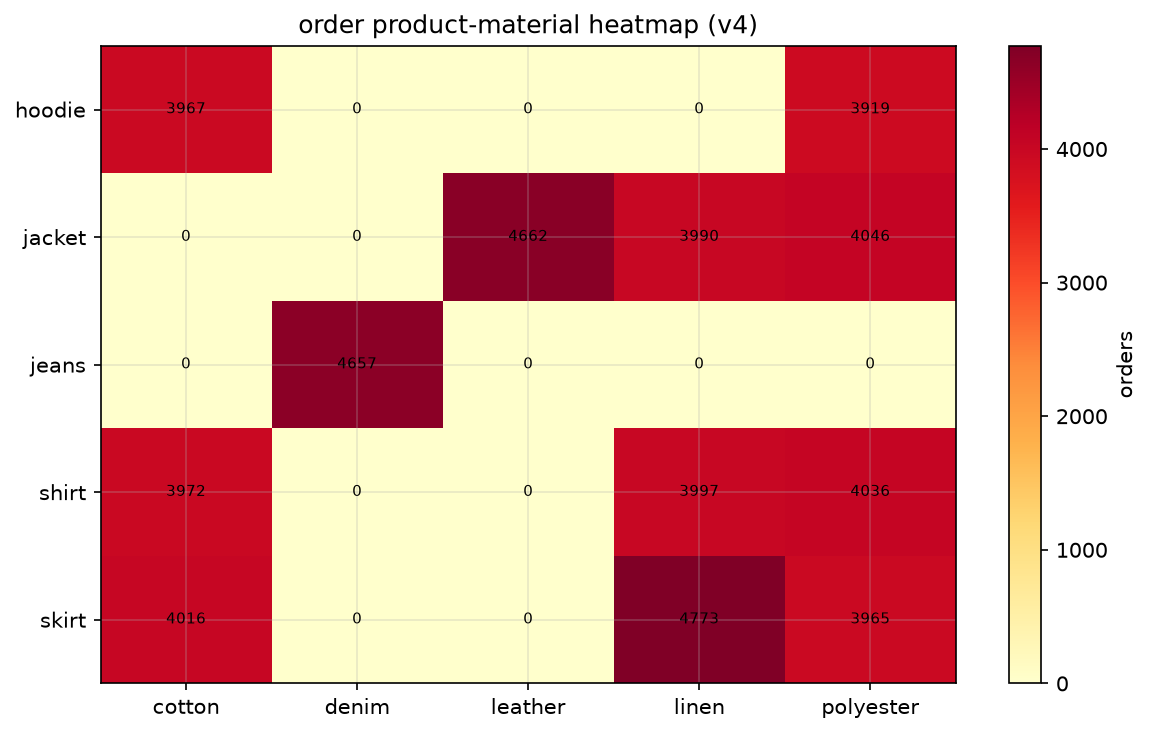 order product-material heatmap (v4)
hoodie 3967 0 0 0 3919
jacket 0 0 4662 3990 4046
jeans 0 4657 0 0 0
shirt 3972 0 0 3997 4036
skirt 4016 0 0 4773 3965
cotton denim leather linen polyester
4000
3000
2000
1000
0
orders